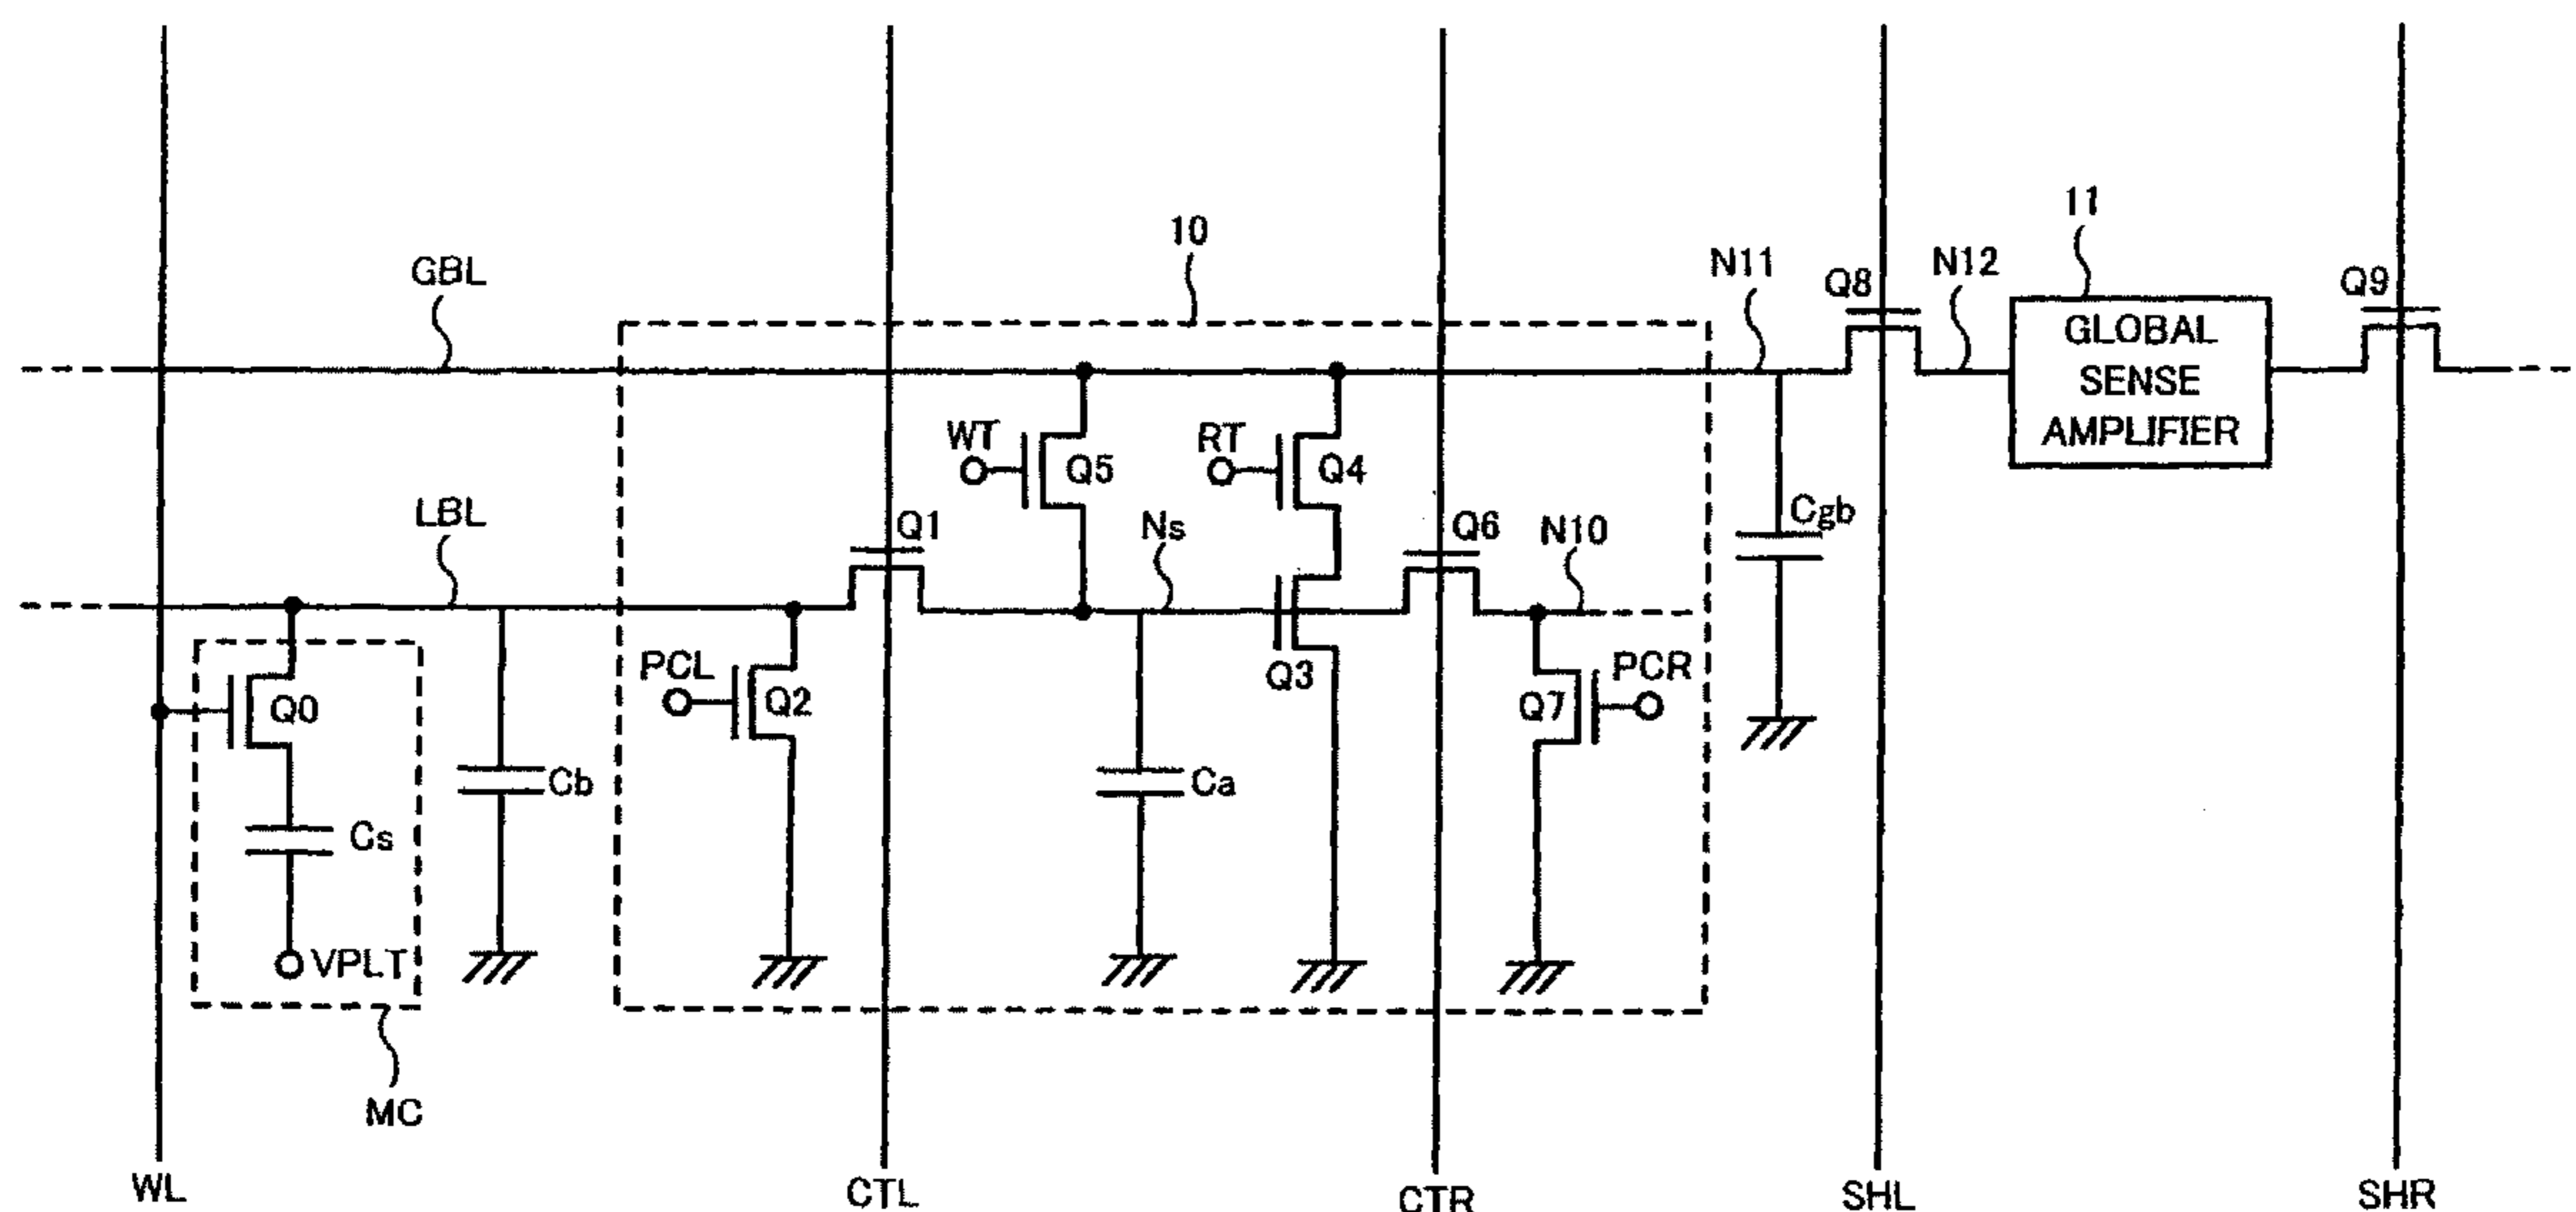 11
10
GBL
N11
Q8
N12
Q9
GLOBAL
SENSE
AMPLIFIER
WT
Q5
RT
Q4
LBL
Q1
Ns
Q6
N10
Cgb
PCL
Q2
Q3
Q7
PCR
Q0
Cb
Ca
Cs
VPLT
MC
WL
CTL
CTR
SHL
SHR